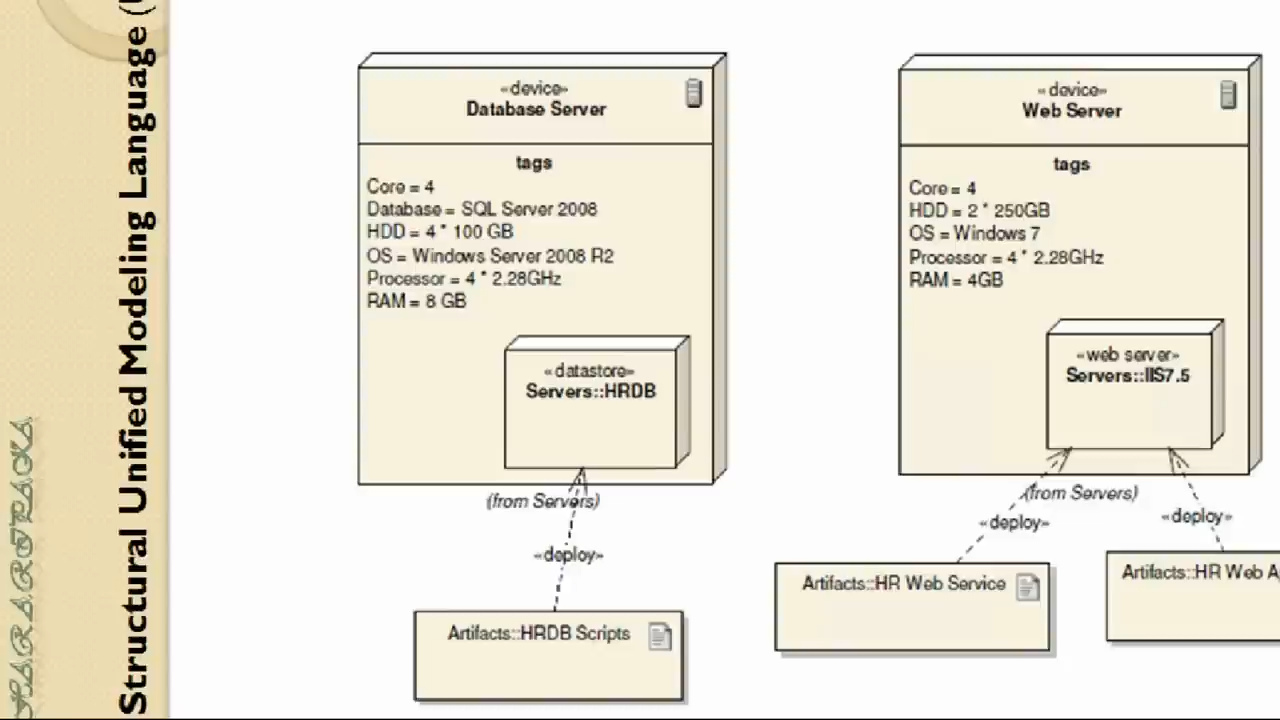 Structural Unified Modeling Language (
«device»
Database Server
tags
Core = 4
Database = SQL Server 2008
HDD = 4 * 100 GB
OS = Windows Server 2008 R2
Processor = 4 * 2.28GHz
RAM = 8 GB
«datastore»
Servers::HRDB
(from Servers)
«deploy»
Artifacts::HRDB Scripts
«device»
Web Server
tags
Core = 4
HDD = 2 * 250GB
OS = Windows 7
Processor = 4 * 2.28GHz
RAM = 4GB
«web server»
Servers::IIS7.5
(from Servers)
«deploy»
«deploy»
Artifacts::HR Web Service
Artifacts::HR Web A